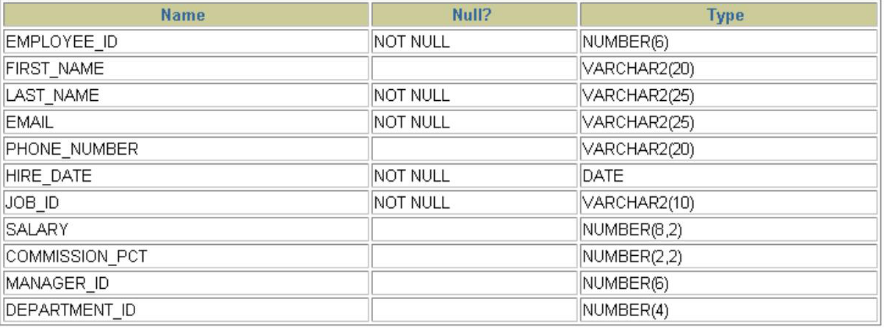 Name Null? Type
EMPLOYEE_ID NOT NULL NUMBER(6)
FIRST_NAME VARCHAR2(20)
LAST_NAME NOT NULL VARCHAR2(25)
EMAIL NOT NULL VARCHAR2(25)
PHONE_NUMBER VARCHAR2(20)
HIRE_DATE NOT NULL DATE
JOB_ID NOT NULL VARCHAR2(10)
SALARY NUMBER(8,2)
COMMISSION_PCT NUMBER(2,2)
MANAGER_ID NUMBER(6)
DEPARTMENT_ID NUMBER(4)